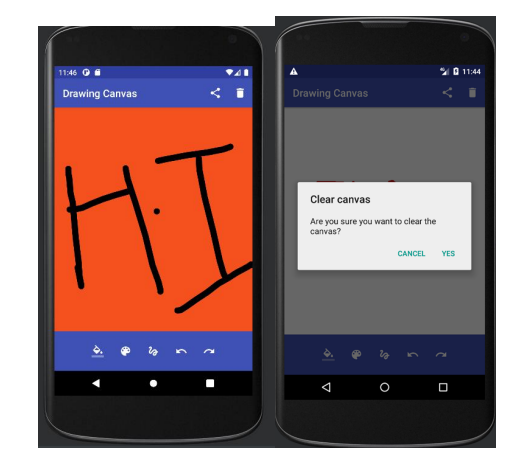 11:46
Drawing Canvas
H.I
11:44
Drawing Canvas
Clear canvas
Are you sure you want to clear the
canvas?
CANCEL YES